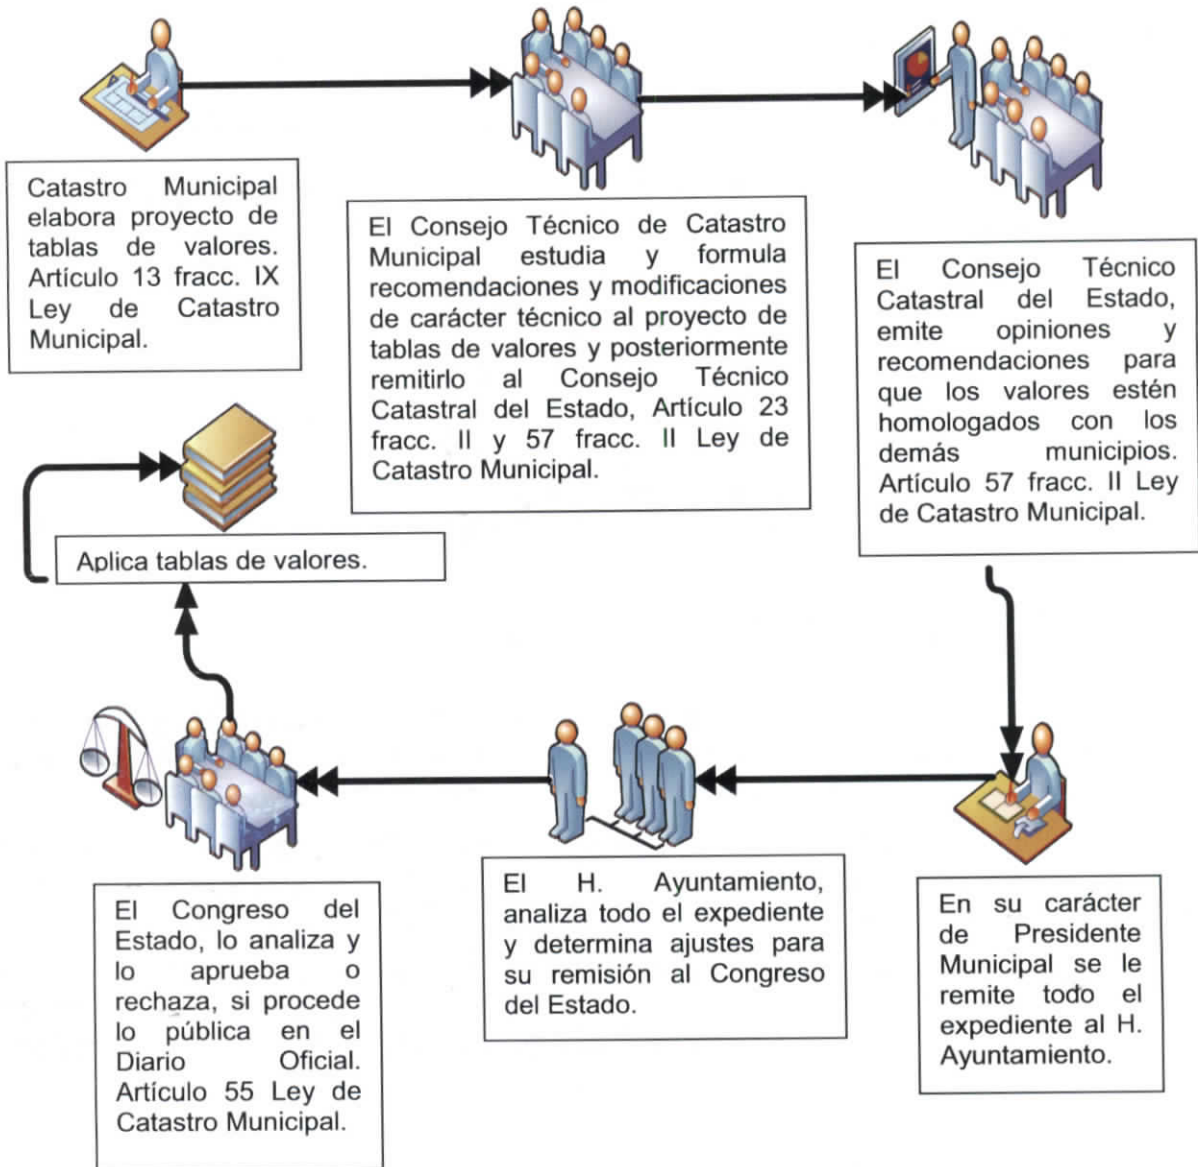 Catastro Municipal
elabora proyecto de
tablas de valores.
Artículo 13 fracc. IX
Ley de Catastro
Municipal.
El Consejo Técnico de Catastro
Municipal estudia y formula
recomendaciones y modificaciones
de carácter técnico al proyecto de
tablas de valores y posteriormente
remitirlo al Consejo Técnico
Catastral del Estado, Artículo 23
fracc. II y 57 fracc. II Ley de
Catastro Municipal.
El Consejo Técnico
Catastral del Estado,
emite opiniones y
recomendaciones para
que los valores estén
homologados con los
demás municipios.
Artículo 57 fracc. II Ley
de Catastro Municipal.
En su carácter
de Presidente
Municipal se le
remite todo el
expediente al H.
Ayuntamiento.
El H. Ayuntamiento,
analiza todo el expediente
y determina ajustes para
su remisión al Congreso
del Estado.
El Congreso del
Estado, lo analiza y
lo aprueba o
rechaza, si procede
lo pública en el
Diario Oficial.
Artículo 55 Ley de
Catastro Municipal.
Aplica tablas de valores.